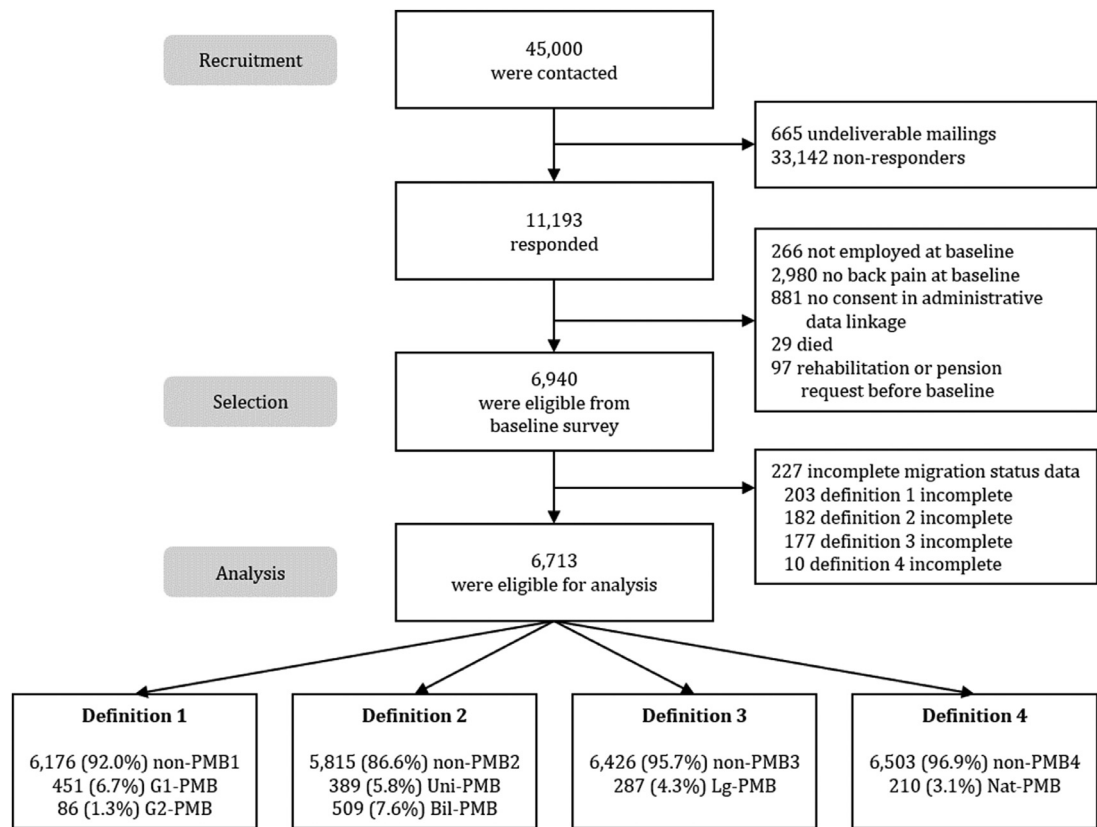 Recruitment
45,000
were contacted
665 undeliverable mailings
33,142 non-responders
11,193
responded
266 not employed at baseline
2,980 no back pain at baseline
881 no consent in administrative
data linkage
29 died
97 rehabilitation or pension
request before baseline
Selection
6,940
were eligible from
baseline survey
227 incomplete migration status data
203 definition 1 incomplete
182 definition 2 incomplete
177 definition 3 incomplete
10 definition 4 incomplete
Analysis
6,713
were eligible for analysis
Definition 1
6,176 (92.0%) non-PMB1
451 (6.7%) G1-PMB
86 (1.3%) G2-PMB
Definition 2
5,815 (86.6%) non-PMB2
389 (5.8%) Uni-PMB
509 (7.6%) Bil-PMB
Definition 3
6,426 (95.7%) non-PMB3
287 (4.3%) Lg-PMB
Definition 4
6,503 (96.9%) non-PMB4
210 (3.1%) Nat-PMB